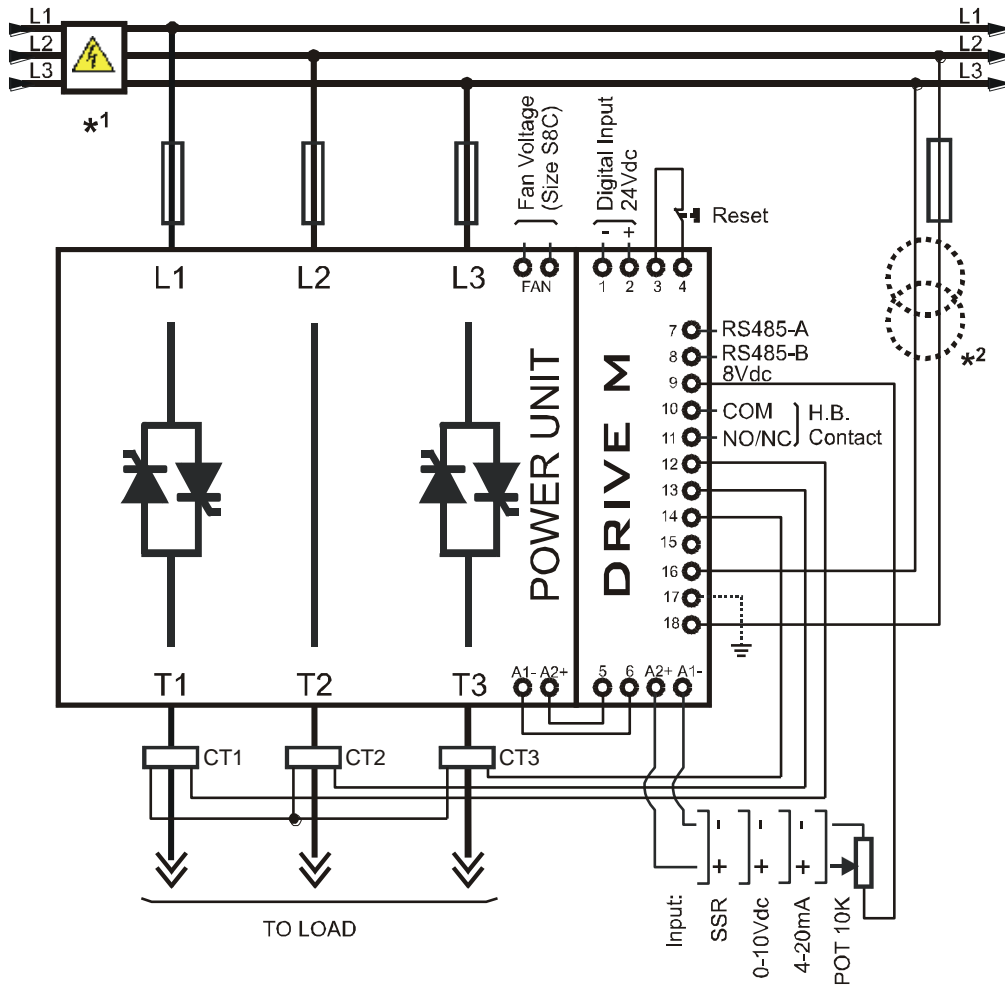 L1
L2
L3
L1
L2
L3
*1
Fan Voltage
(Size S8C)
Digital Input
24Vdc
- +
Reset
L1 L2 L3
FAN
1 2 3 4
*2
7 RS485-A
8 RS485-B
9 8Vdc
10 COM
11 NO/NC
H.B.
Contact
12
13
14
15
16
17
18
POWER UNIT
DRIVE M
T1 T2 T3
A1- A2+ 5 6 A2+ A1-
CT1 CT2 CT3
- - -
+ + +
Input:
SSR
0-10Vdc
4-20mA
POT 10K
TO LOAD